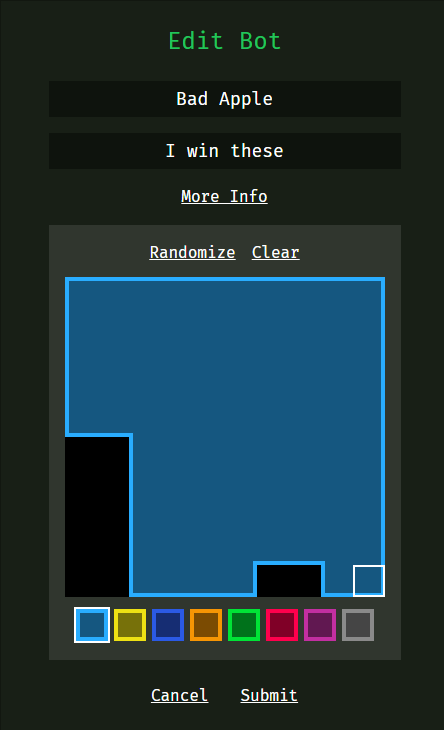 Edit Bot
Bad Apple
I win these
More Info
Randomize Clear
Cancel Submit